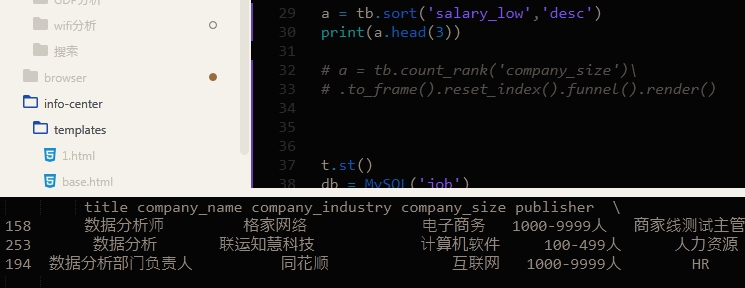 GDP分析
wifi分析
搜索
browser
info-center
templates
1.html
base.html
29 a = tb.sort('salary_low','desc')
30 print(a.head(3))
31
32 # a = tb.count_rank('company_size')\
33 # .to_frame().reset_index().funnel().render()
34
35
36
37 t.st()
38 db = MySQL('job')
title company_name company_industry company_size publisher \
158 数据分析师 格家网络 电子商务 1000-9999人 商家线测试主管
253 数据分析 联运知慧科技 计算机软件 100-499人 人力资源
194 数据分析部门负责人 同花顺 互联网 1000-9999人 HR